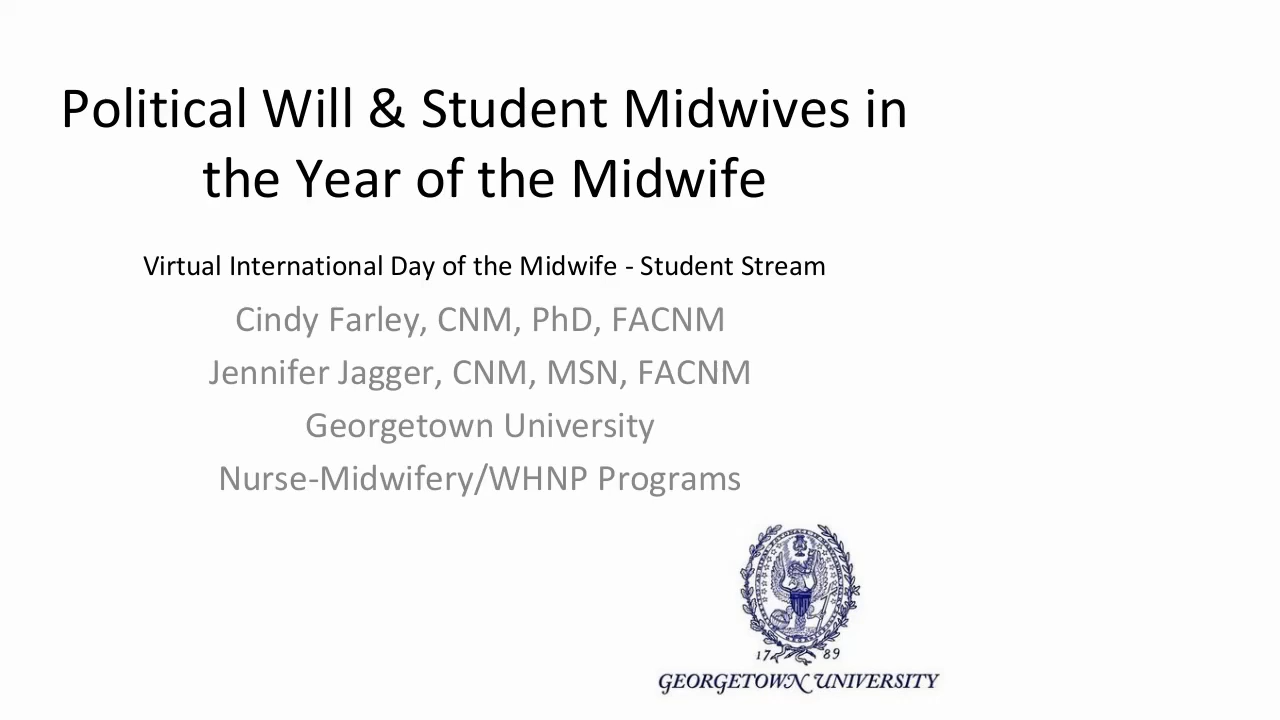 Political Will & Student Midwives in
the Year of the Midwife
Virtual International Day of the Midwife - Student Stream
Cindy Farley, CNM, PhD, FACNM
Jennifer Jagger, CNM, MSN, FACNM
Georgetown University
Nurse-Midwifery/WHNP Programs
17 89
GEORGETOWN UNIVERSITY